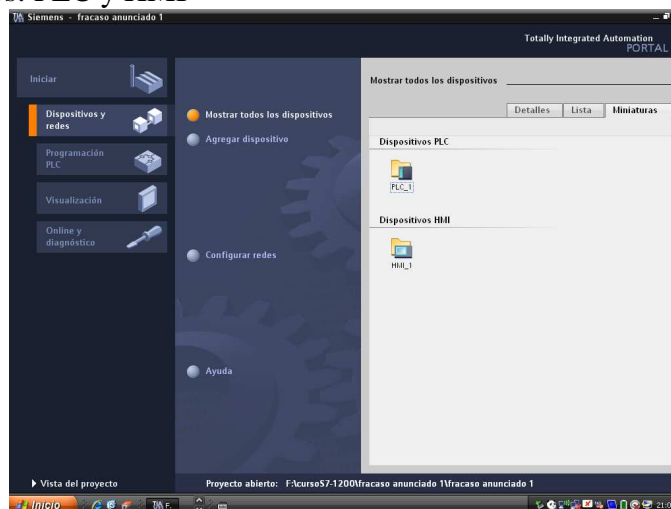 s. PLC y HMI
Siemens - fracaso anunciado 1
Totally Integrated Automation
PORTAL
Iniciar
Mostrar todos los dispositivos
Dispositivos y
redes
Mostrar todos los dispositivos
Detalles
Lista
Miniaturas
Agregar dispositivo
Dispositivos PLC
Programación
PLC
PLC_1
Visualización
Dispositivos HMI
Online y
diagnóstico
Configurar redes
HMI_1
Ayuda
Vista del proyecto
Proyecto abierto: F:\cursoS7-1200\fracaso anunciado 1\fracaso anunciado 1
Inicio